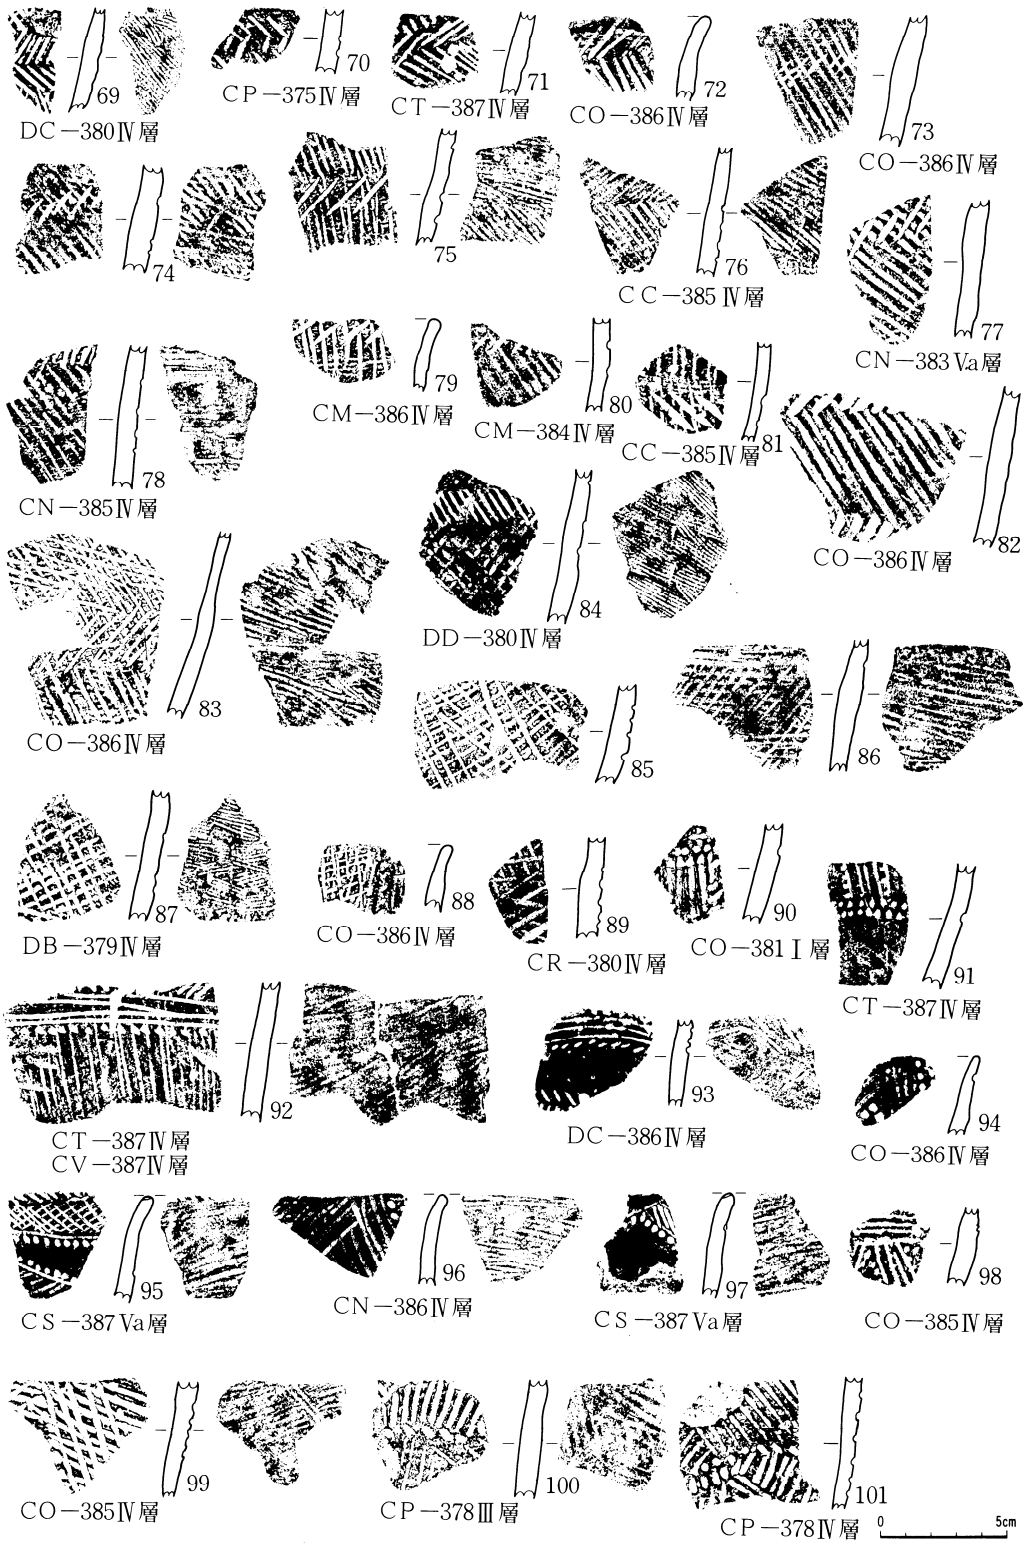 69
DC－380Ⅳ層
70
CP－375Ⅳ層
71
CT－387Ⅳ層
72
CO－386Ⅳ層
73
CO－386Ⅳ層
74
75
76
CC－385Ⅳ層
77
CN－383Ⅴa層
78
CN－385Ⅳ層
79
CM－386Ⅳ層
80
CM－384Ⅳ層
81
CC－385Ⅳ層
82
CO－386Ⅳ層
83
CO－386Ⅳ層
84
DD－380Ⅳ層
85
86
87
DB－379Ⅳ層
88
CO－386Ⅳ層
89
CR－380Ⅳ層
90
CO－381Ⅰ層
91
CT－387Ⅳ層
92
CT－387Ⅳ層
CV－387Ⅳ層
93
DC－386Ⅳ層
94
CO－386Ⅳ層
95
CS－387Ⅴa層
96
CN－386Ⅳ層
97
CS－387Ⅴa層
98
CO－385Ⅳ層
99
CO－385Ⅳ層
100
CP－378Ⅲ層
101
CP－378Ⅳ層
0 5cm